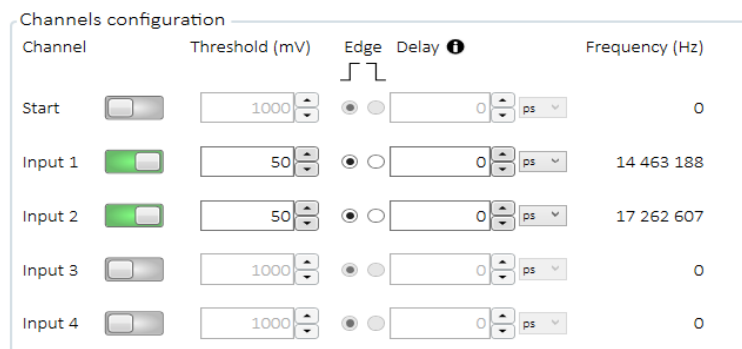 Channels configuration
Channel Threshold (mV) Edge Delay Frequency (Hz)
Start 1000 0 ps 0
Input 1 50 0 ps 14 463 188
Input 2 50 0 ps 17 262 607
Input 3 1000 0 ps 0
Input 4 1000 0 ps 0